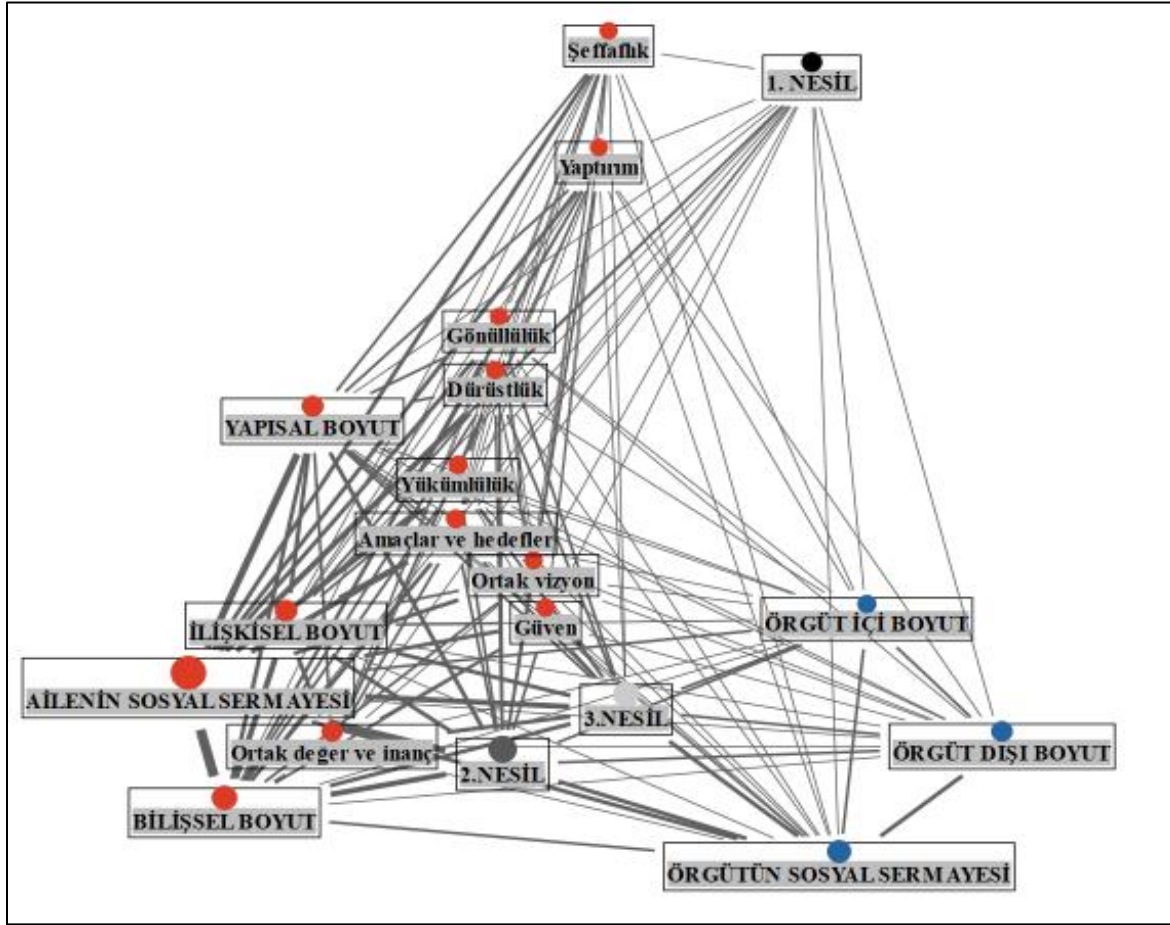 Şeffaflık
1. NESİL
Yaptırım
Gönüllülük
Dürüstlük
YAPISAL BOYUT
Yükümlülük
Amaçlar ve hedefler
Ortak vizyon
Güven
İLİŞKİSEL BOYUT
ÖRGÜT İÇİ BOYUT
AİLENİN SOSYAL SERMAYESİ
3.NESİL
Ortak değer ve inanç
2.NESİL
ÖRGÜT DIŞI BOYUT
BİLİŞSEL BOYUT
ÖRGÜTÜN SOSYAL SERMAYESİ